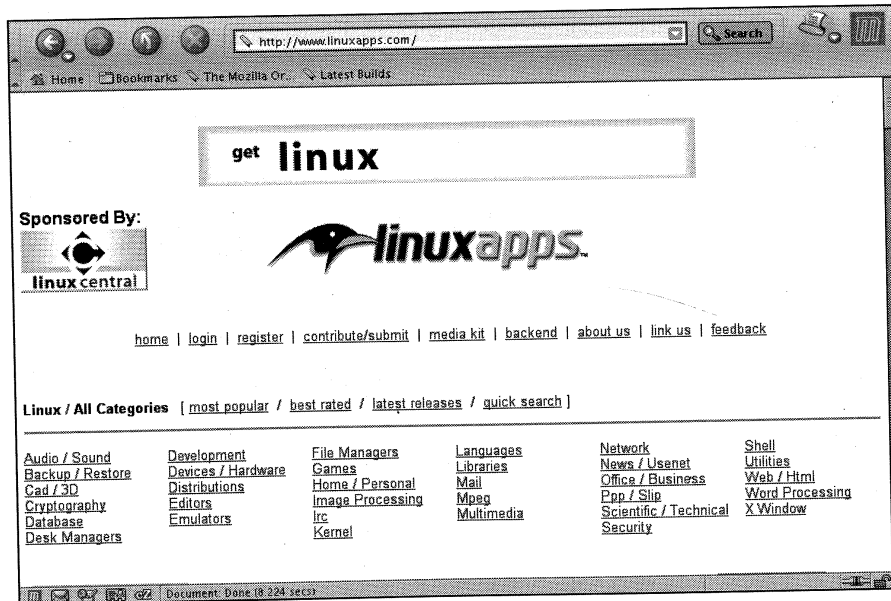 http://www.linuxapps.com/
Search
Home Bookmarks The Mozilla Or.. Latest Builds
get linux
Sponsored By:
linux central
linuxapps™
home | login | register | contribute/submit | media kit | backend | about us | link us | feedback
Linux / All Categories [ most popular / best rated / latest releases / quick search ]
Audio / Sound
Backup / Restore
Cad / 3D
Cryptography
Database
Desk Managers
Development
Devices / Hardware
Distributions
Editors
Emulators
File Managers
Games
Home / Personal
Image Processing
Irc
Kernel
Languages
Libraries
Mail
Mpeg
Multimedia
Network
News / Usenet
Office / Business
Ppp / Slip
Scientific / Technical
Security
Shell
Utilities
Web / Html
Word Processing
X Window
Document: Done (8.224 secs)